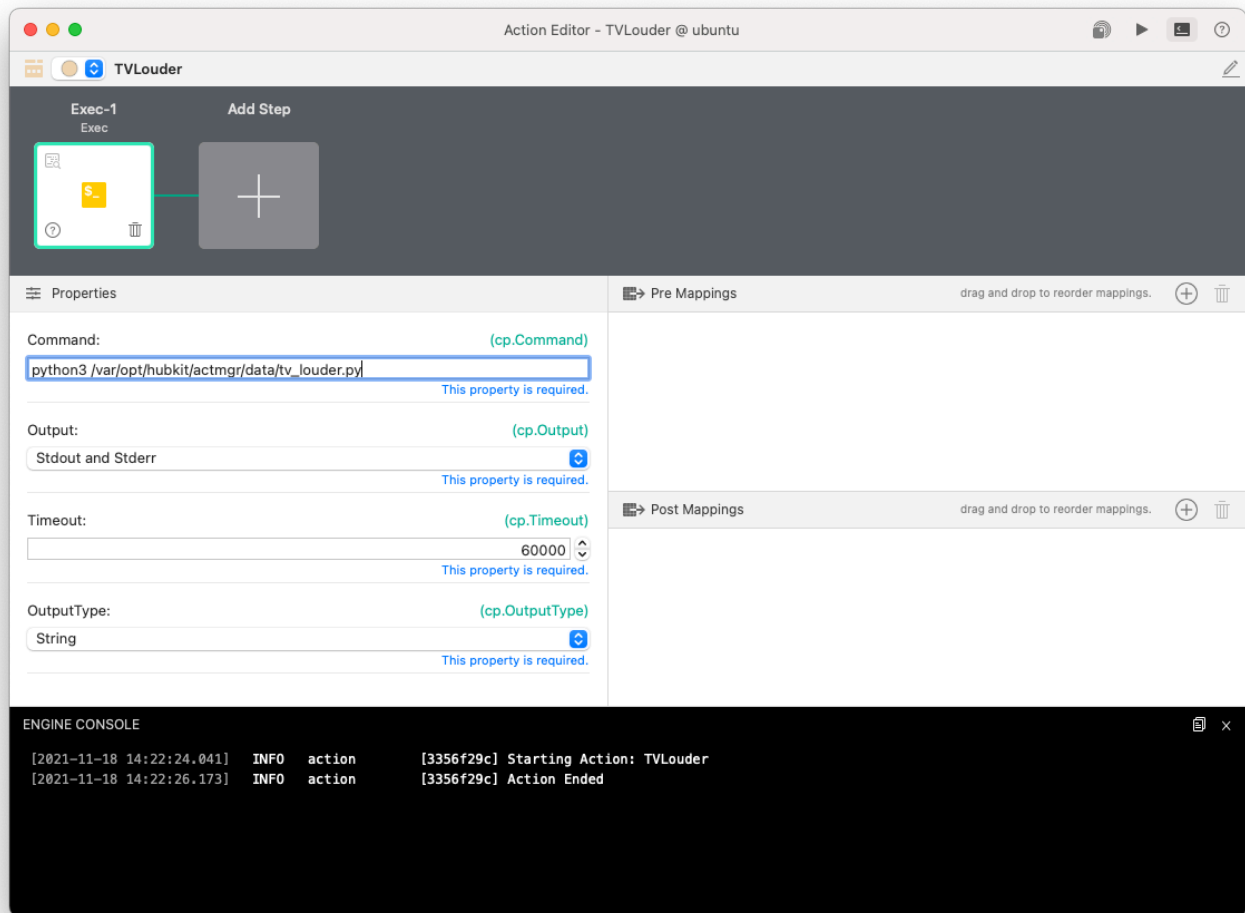 Action Editor - TVLouder @ ubuntu
TVLouder
Exec-1
Exec
Add Step
$_
?
Properties
Command: (cp.Command)
python3 /var/opt/hubkit/actmgr/data/tv_louder.py
This property is required.
Output: (cp.Output)
Stdout and Stderr
This property is required.
Timeout: (cp.Timeout)
60000
This property is required.
OutputType: (cp.OutputType)
String
This property is required.
Pre Mappings drag and drop to reorder mappings.
Post Mappings drag and drop to reorder mappings.
ENGINE CONSOLE
[2021-11-18 14:22:24.041] INFO action [3356f29c] Starting Action: TVLouder
[2021-11-18 14:22:26.173] INFO action [3356f29c] Action Ended